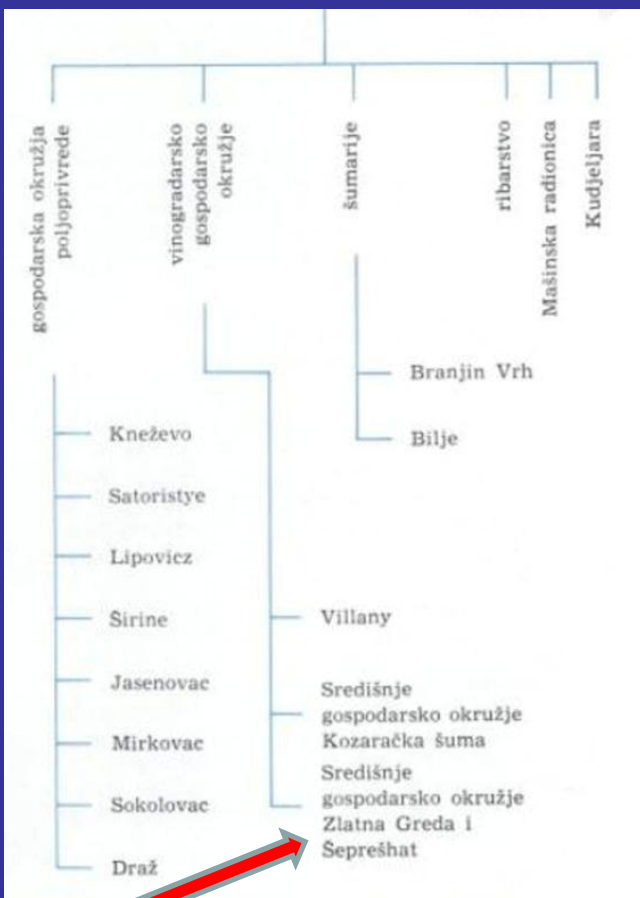 gospodarska okružja
poljoprivrede
vinogradarsko
gospodarsko
okružje
šumarije
ribarstvo
Mašinska radionica
Kudjeljara
Branjin Vrh
Bilje
Kneževo
Satoristye
Lipovicz
Širine
Jasenovac
Mirkovac
Sokolovac
Draž
Villany
Središnje
gospodarsko okružje
Kozaračka šuma
Središnje
gospodarsko okružje
Zlatna Greda i
Šeprešhat